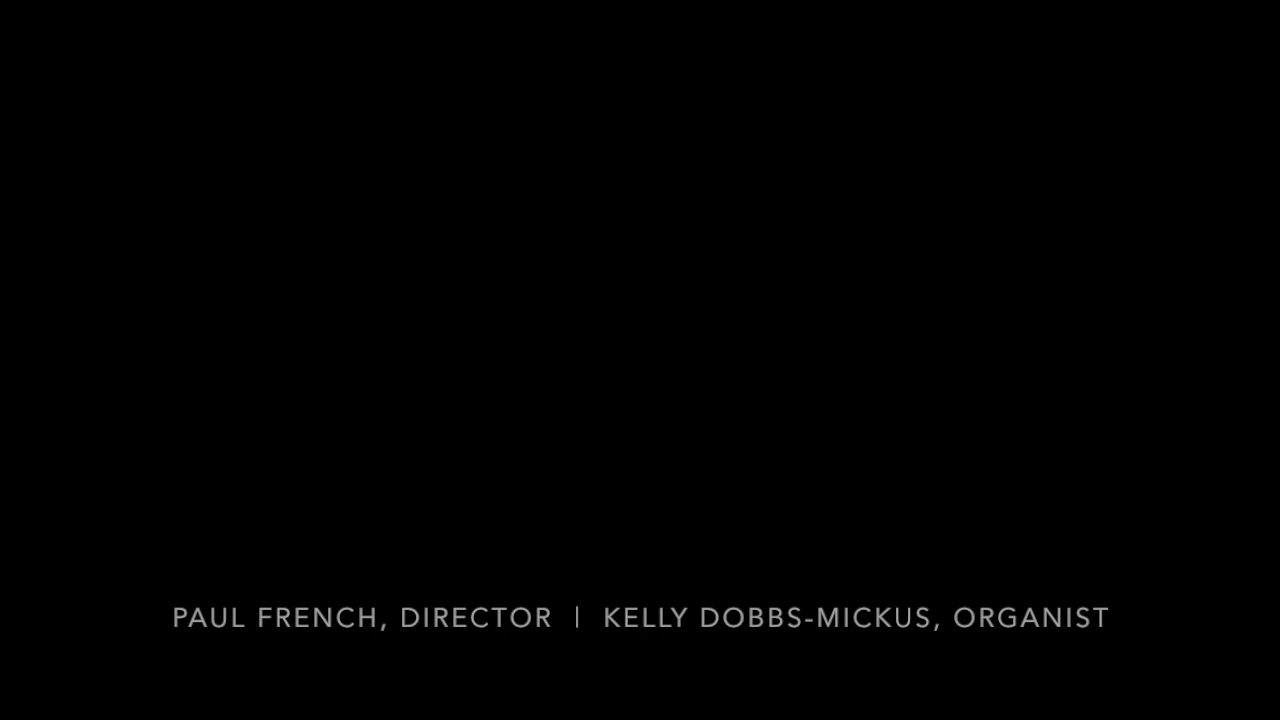 PAUL FRENCH, DIRECTOR | KELLY DOBBS-MICKUS, ORGANIST